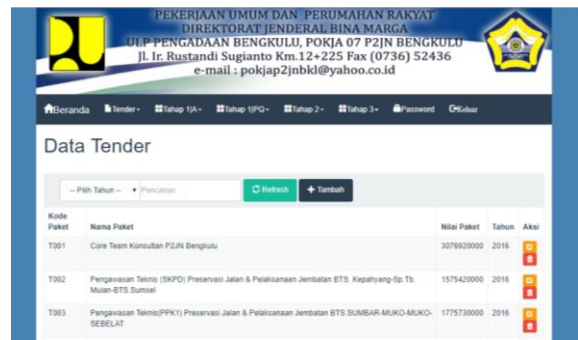 PEKERJAAN UMUM DAN PERUMAHAN RAKYAT
DIREKTORAT JENDERAL BINA MARGA
ULP PENGADAAN BENGKULU, POKJA 07 P2JN BENGKULU
Jl. Ir. Rustandi Sugianto Km.12+225 Fax (0736) 52436
e-mail : pokjap2jnbkl@yahoo.co.id
Beranda Tender Tahap 1|A Tahap 1|PQ Tahap 2 Tahap 3 Password Keluar
Data Tender
-- Pilih Tahun -- Pencarian.... Refresh + Tambah
Kode
Paket Nama Paket Nilai Paket Tahun Aksi
T001 Core Team Konsultan P2JN Bengkulu 3076920000 2016
T002 Pengawasan Teknis (SKPD) Preservasi Jalan & Pelaksanaan Jembatan BTS. Kepahyang-Sp.Tb. 1575420000 2016
Mulan-BTS.Sumsel
T003 Pengawasan Teknis(PPK1) Preservasi Jalan & Pelaksanaan Jembatan BTS.SUMBAR-MUKO-MUKO- 1775730000 2016
SEBELAT